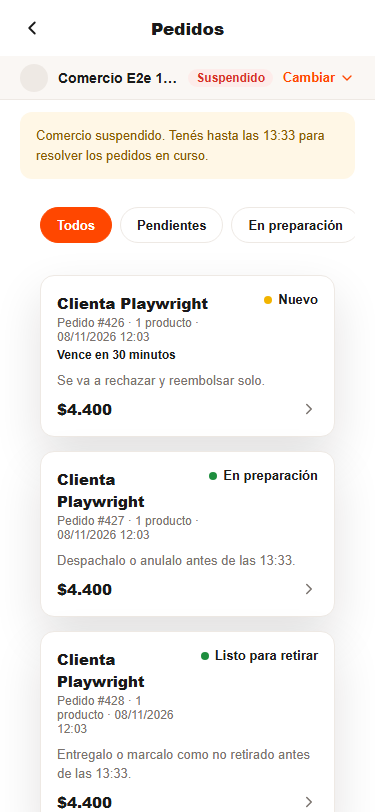 Pedidos
Comercio E2e 1... Suspendido Cambiar
Comercio suspendido. Tenés hasta las 13:33 para
resolver los pedidos en curso.
Todos Pendientes En preparación
Clienta Playwright Nuevo
Pedido #426 · 1 producto ·
08/11/2026 12:03
Vence en 30 minutos
Se va a rechazar y reembolsar solo.
$4.400
Clienta En preparación
Playwright
Pedido #427 · 1 producto ·
08/11/2026 12:03
Despachalo o anulalo antes de las 13:33.
$4.400
Clienta Listo para retirar
Playwright
Pedido #428 · 1
producto · 08/11/2026
12:03
Entregalo o marcalo como no retirado antes
de las 13:33.
$4.400